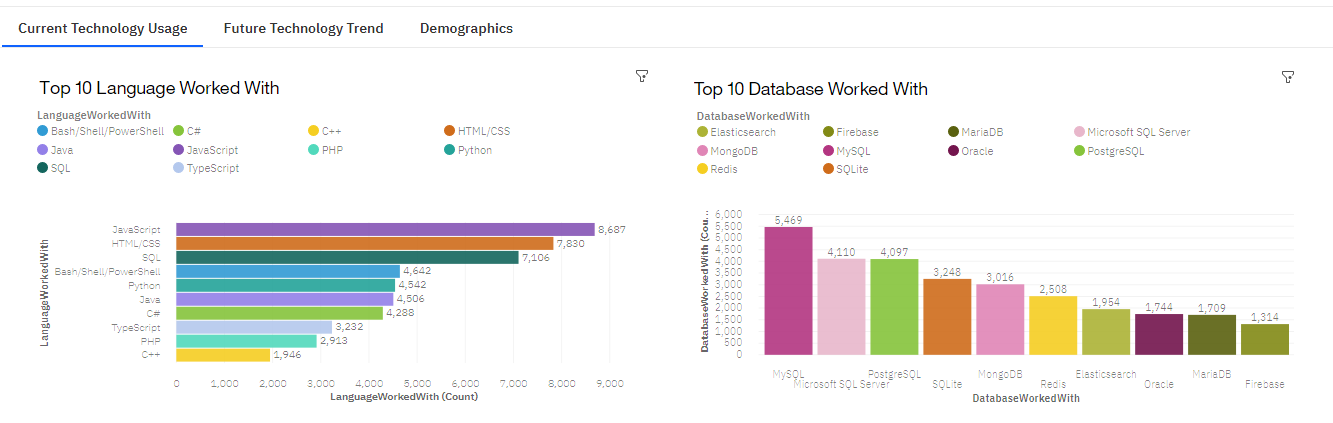 Current Technology Usage Future Technology Trend Demographics
Top 10 Language Worked With
LanguageWorkedWith
Bash/Shell/PowerShell C# C++ HTML/CSS
Java JavaScript PHP Python
SQL TypeScript
LanguageWorkedWith
JavaScript 8,687
HTML/CSS 7,830
SQL 7,106
Bash/Shell/PowerShell 4,642
Python 4,542
Java 4,506
C# 4,288
TypeScript 3,232
PHP 2,913
C++ 1,946
0 1,000 2,000 3,000 4,000 5,000 6,000 7,000 8,000 9,000
LanguageWorkedWith (Count)
Top 10 Database Worked With
DatabaseWorkedWith
Elasticsearch Firebase MariaDB Microsoft SQL Server
MongoDB MySQL Oracle PostgreSQL
Redis SQLite
DatabaseWorkedWith (Cou...
6,000
5,500
5,000
4,500
4,000
3,500
3,000
2,500
2,000
1,500
1,000
500
0
5,469 4,110 4,097 3,248 3,016 2,508 1,954 1,744 1,709 1,314
MySQL PostgreSQL MongoDB Elasticsearch MariaDB
Microsoft SQL Server SQLite Redis Oracle Firebase
DatabaseWorkedWith